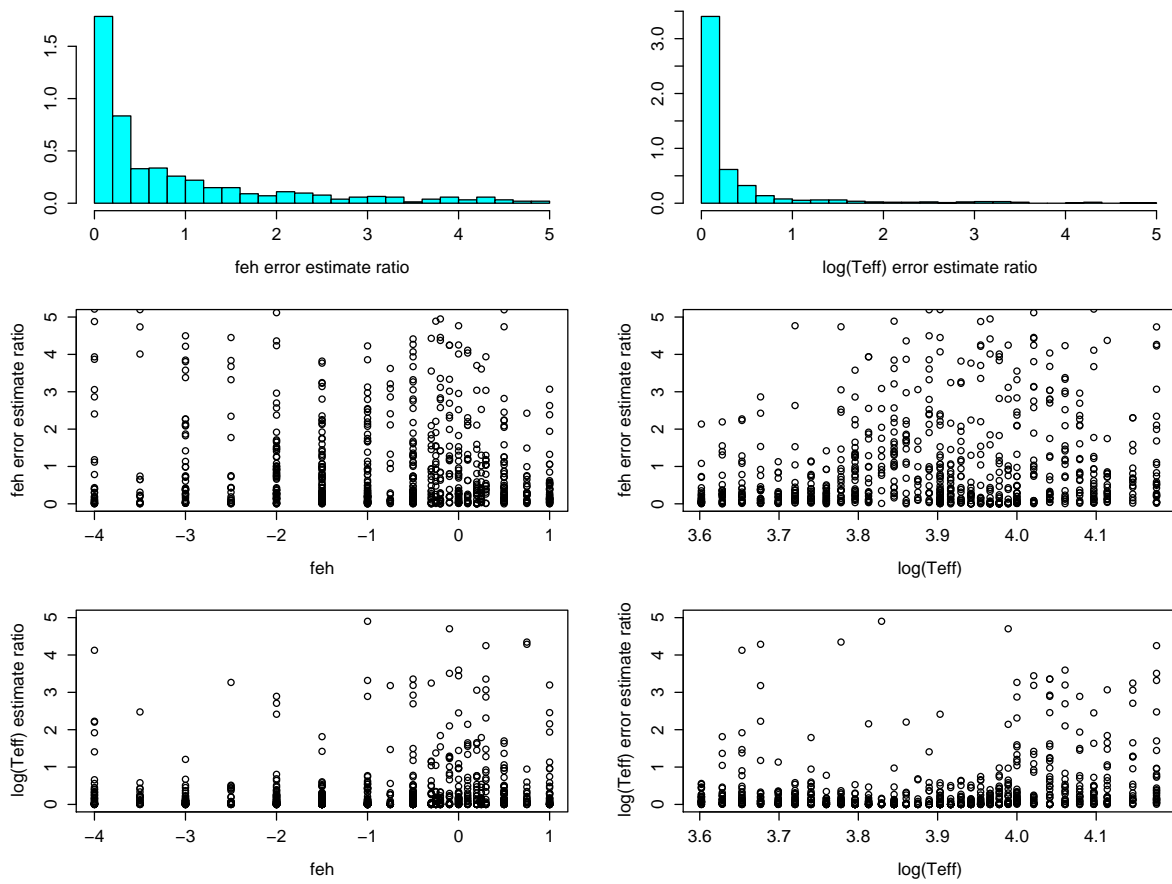 0.0 0.5 1.0 1.5
0 1 2 3 4 5
feh error estimate ratio
0.0 1.0 2.0 3.0
0 1 2 3 4 5
log(Teff) error estimate ratio
feh error estimate ratio
0 1 2 3 4 5
−4 −3 −2 −1 0 1
feh
feh error estimate ratio
0 1 2 3 4 5
3.6 3.7 3.8 3.9 4.0 4.1
log(Teff)
log(Teff) estimate ratio
0 1 2 3 4 5
−4 −3 −2 −1 0 1
feh
log(Teff) error estimate ratio
0 1 2 3 4 5
3.6 3.7 3.8 3.9 4.0 4.1
log(Teff)